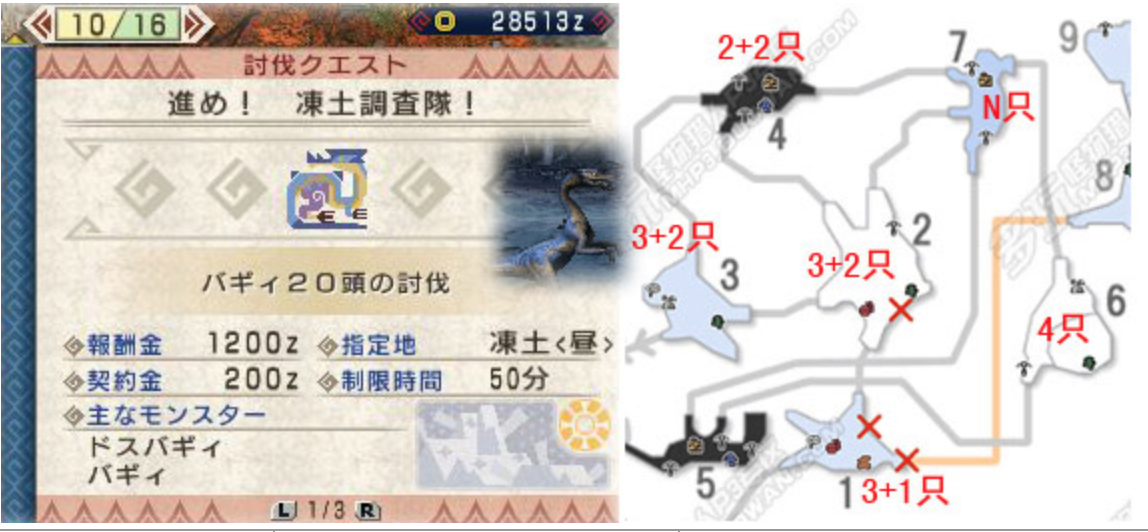 10/16
28513z
討伐クエスト
進め！ 凍土調査隊！
バギィ20頭の討伐
報酬金 1200z 指定地 凍土<昼>
契約金 200z 制限時間 50分
主なモンスター
ドスバギィ
バギィ
L 1/3 R
2+2只
4
7
N只
9
8
3+2只
3
3+2只
2
6
4只
5
1
3+1只